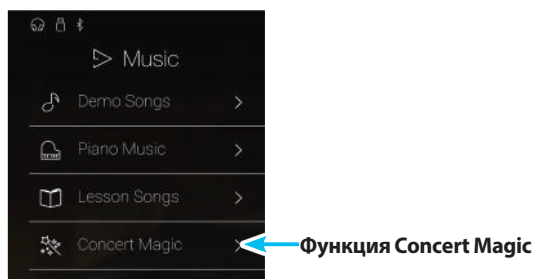 Music
Demo Songs
Piano Music
Lesson Songs
Concert Magic
Функция Concert Magic